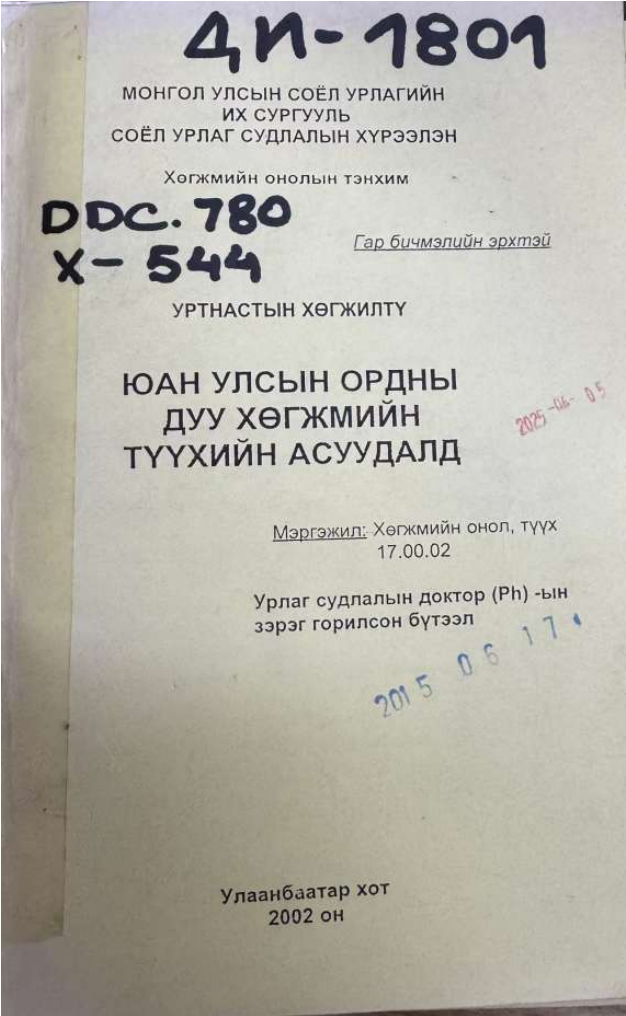 ДИ-1801
МОНГОЛ УЛСЫН СОЁЛ УРЛАГИЙН
ИХ СУРГУУЛЬ
СОЁЛ УРЛАГ СУДЛАЛЫН ХҮРЭЭЛЭН
Хөгжмийн онолын тэнхим
DDC. 780
X- 544
Гар бичмэлийн эрхтэй
УРТНАСТЫН ХӨГЖИЛТҮ
ЮАН УЛСЫН ОРДНЫ
ДУУ ХӨГЖМИЙН
ТҮҮХИЙН АСУУДАЛД
2025-06-05
Мэргэжил: Хөгжмийн онол, түүх
17.00.02
Урлаг судлалын доктор (Ph) -ын
зэрэг горилсон бүтээл
2015 06 17.
Улаанбаатар хот
2002 он